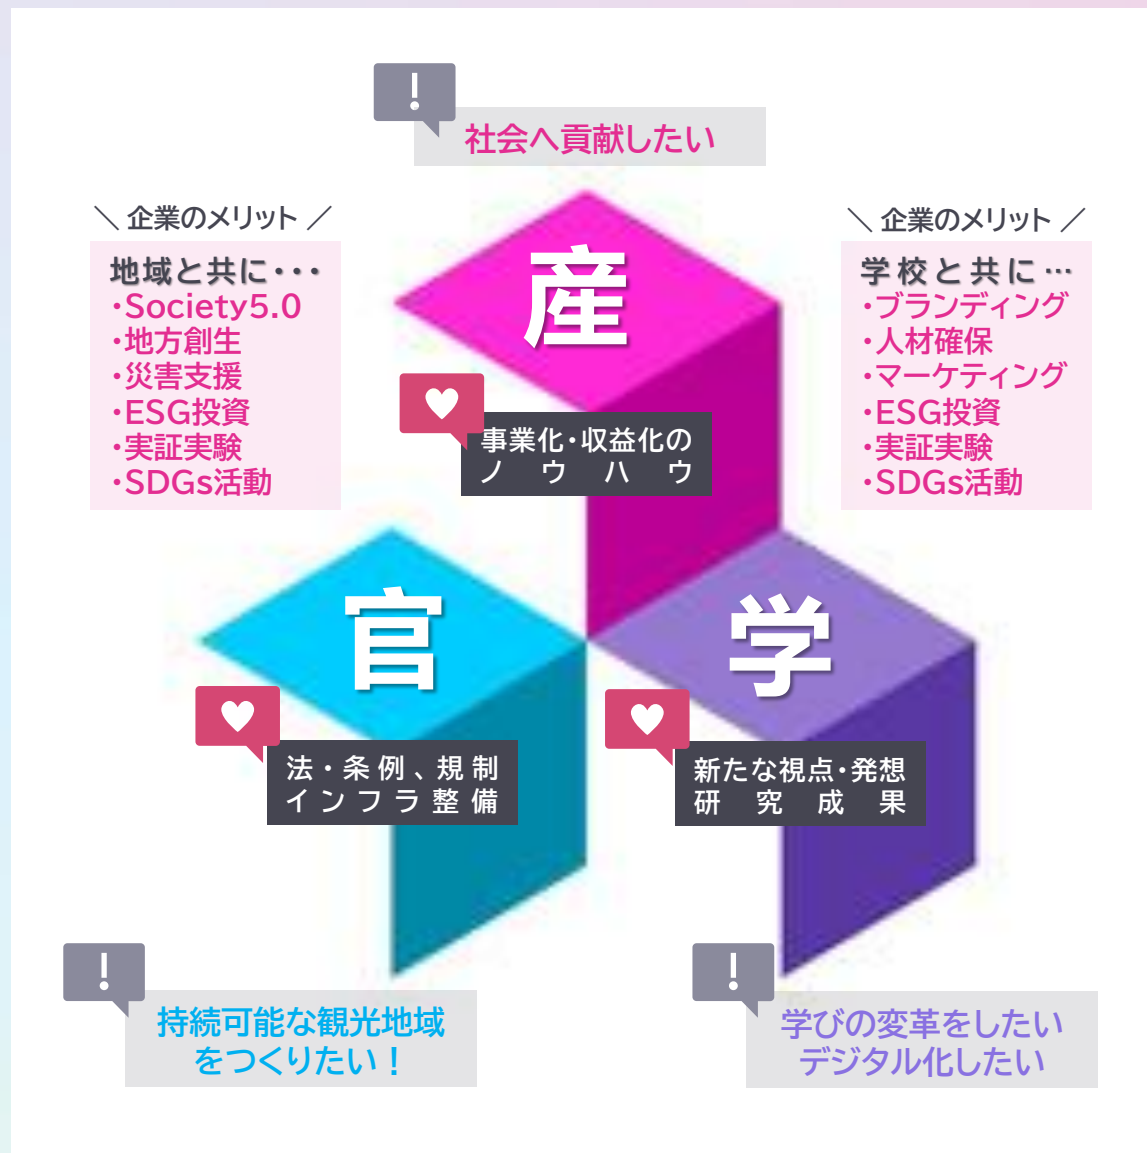 社会へ貢献したい
＼ 企業のメリット ／
地域と共に・・・
・Society5.0
・地方創生
・災害支援
・ESG投資
・実証実験
・SDGs活動
＼ 企業のメリット ／
学校と共に…
・ブランディング
・人材確保
・マーケティング
・ESG投資
・実証実験
・SDGs活動
産
事業化・収益化の
ノウハウ
官
法・条例、規制
インフラ整備
学
新たな視点・発想
研究成果
持続可能な観光地域
をつくりたい！
学びの変革をしたい
デジタル化したい